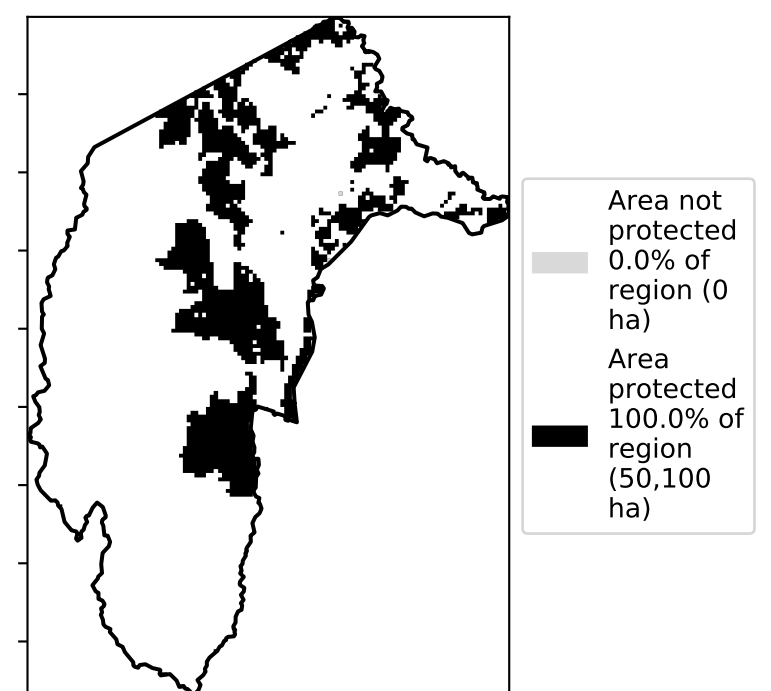 Area not
protected
0.0% of
region (0
ha)
Area
protected
100.0% of
region
(50,100
ha)